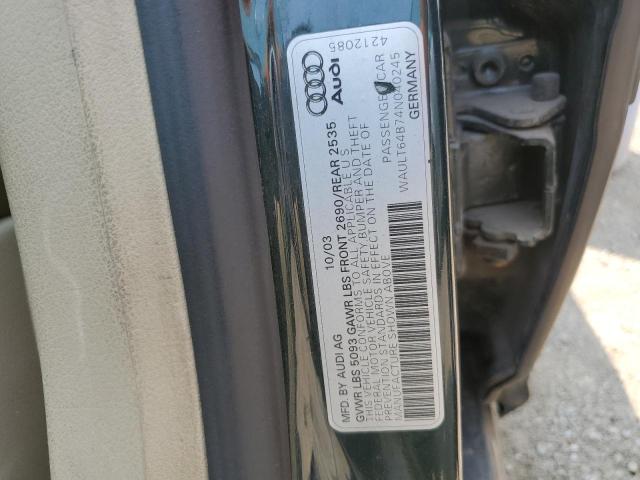 Audi
4212085
MFD. BY AUDI AG 10/03
GVWR LBS 5093 GAWR LBS FRONT 2690/REAR 2535
THIS VEHICLE CONFORMS TO ALL APPLICABLE U S
FEDERAL MOTOR VEHICLE SAFETY, BUMPER AND THEFT
PREVENTION STANDARDS IN EFFECT ON THE DATE OF
MANUFACTURE SHOWN ABOVE
PASSENGER CAR
WAULT64B74N040245
GERMANY